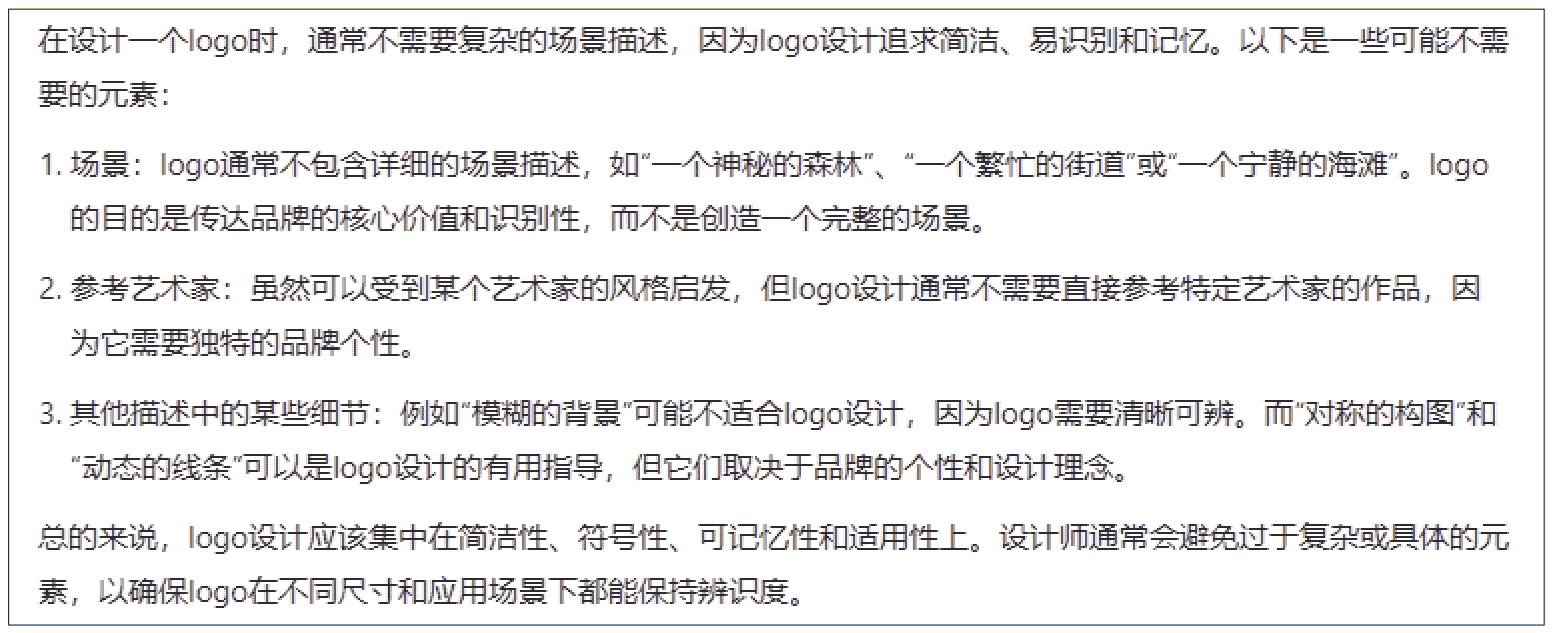 在设计一个logo时，通常不需要复杂的场景描述，因为logo设计追求简洁、易识别和记忆。以下是一些可能不需
要的元素：
1. 场景：logo通常不包含详细的场景描述，如“一个神秘的森林”、“一个繁忙的街道”或“一个宁静的海滩”。logo
的目的是传达品牌的核心价值和识别性，而不是创造一个完整的场景。
2. 参考艺术家：虽然可以受到某个艺术家的风格启发，但logo设计通常不需要直接参考特定艺术家的作品，因
为它需要独特的品牌个性。
3. 其他描述中的某些细节：例如“模糊的背景”可能不适合logo设计，因为logo需要清晰可辨。而“对称的构图”和
“动态的线条”可以是logo设计的有用指导，但它们取决于品牌的个性和设计理念。
总的来说，logo设计应该集中在简洁性、符号性、可记忆性和适用性上。设计师通常会避免过于复杂或具体的元
素，以确保logo在不同尺寸和应用场景下都能保持辨识度。